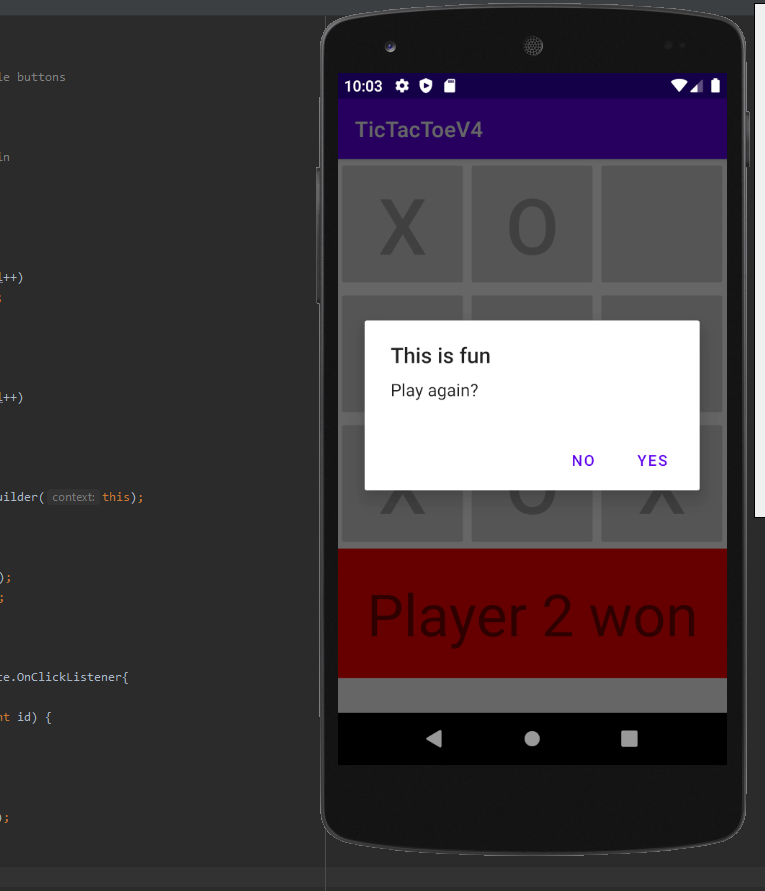 le buttons
in
l++)
;
l++)
uilder( context: this);
);
;
te.OnClickListener{
nt id) {
);
10:03
TicTacToeV4
X O
This is fun
Play again?
NO YES
X O X
Player 2 won